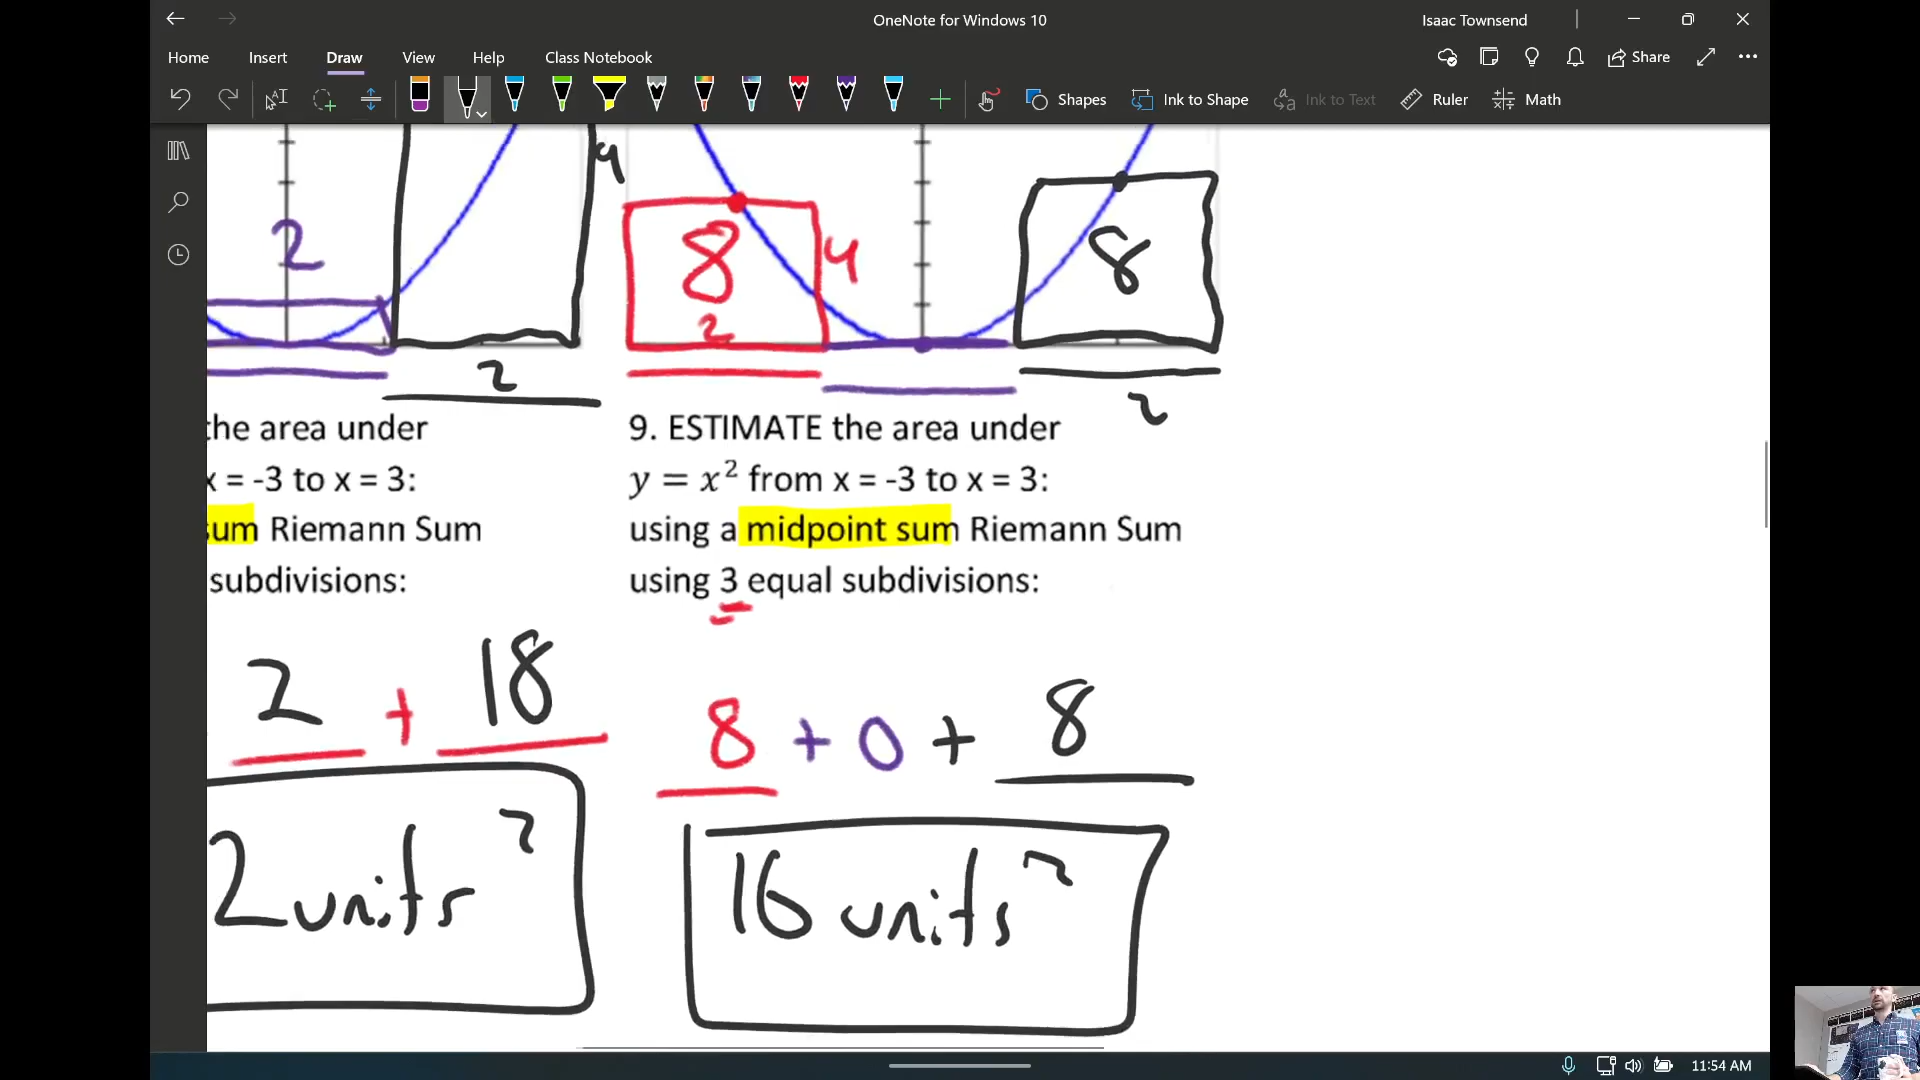 OneNote for Windows 10
Isaac Townsend
Home Insert Draw View Help Class Notebook
Share
Shapes Ink to Shape Ink to Text Ruler Math
4
2
8
4
2
8
2
2
the area under
x = -3 to x = 3:
sum Riemann Sum
subdivisions:
2 + 18
2 units²
9. ESTIMATE the area under
y = x² from x = -3 to x = 3:
using a midpoint sum Riemann Sum
using 3 equal subdivisions:
8 + 0 + 8
16 units²
11:54 AM